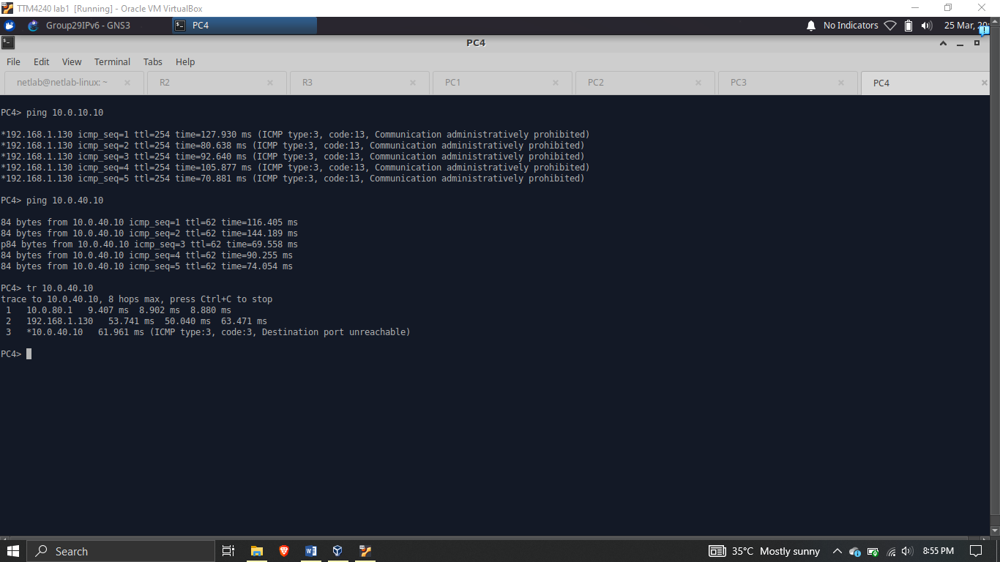 TTM4240 lab1 [Running] - Oracle VM VirtualBox
Group29IPv6 - GNS3
PC4
No Indicators
25 Mar, 20:
PC4
File Edit View Terminal Tabs Help
netlab@netlab-linux: ~ R2 R3 PC1 PC2 PC3 PC4
PC4> ping 10.0.10.10
*192.168.1.130 icmp_seq=1 ttl=254 time=127.930 ms (ICMP type:3, code:13, Communication administratively prohibited)
*192.168.1.130 icmp_seq=2 ttl=254 time=80.638 ms (ICMP type:3, code:13, Communication administratively prohibited)
*192.168.1.130 icmp_seq=3 ttl=254 time=92.640 ms (ICMP type:3, code:13, Communication administratively prohibited)
*192.168.1.130 icmp_seq=4 ttl=254 time=105.877 ms (ICMP type:3, code:13, Communication administratively prohibited)
*192.168.1.130 icmp_seq=5 ttl=254 time=70.881 ms (ICMP type:3, code:13, Communication administratively prohibited)
PC4> ping 10.0.40.10
84 bytes from 10.0.40.10 icmp_seq=1 ttl=62 time=116.405 ms
84 bytes from 10.0.40.10 icmp_seq=2 ttl=62 time=144.189 ms
p84 bytes from 10.0.40.10 icmp_seq=3 ttl=62 time=69.558 ms
84 bytes from 10.0.40.10 icmp_seq=4 ttl=62 time=90.255 ms
84 bytes from 10.0.40.10 icmp_seq=5 ttl=62 time=74.054 ms
PC4> tr 10.0.40.10
trace to 10.0.40.10, 8 hops max, press Ctrl+C to stop
1 10.0.80.1 9.407 ms 8.902 ms 8.880 ms
2 192.168.1.130 53.741 ms 50.040 ms 63.471 ms
3 *10.0.40.10 61.961 ms (ICMP type:3, code:3, Destination port unreachable)
PC4>
Search
35°C Mostly sunny
8:55 PM